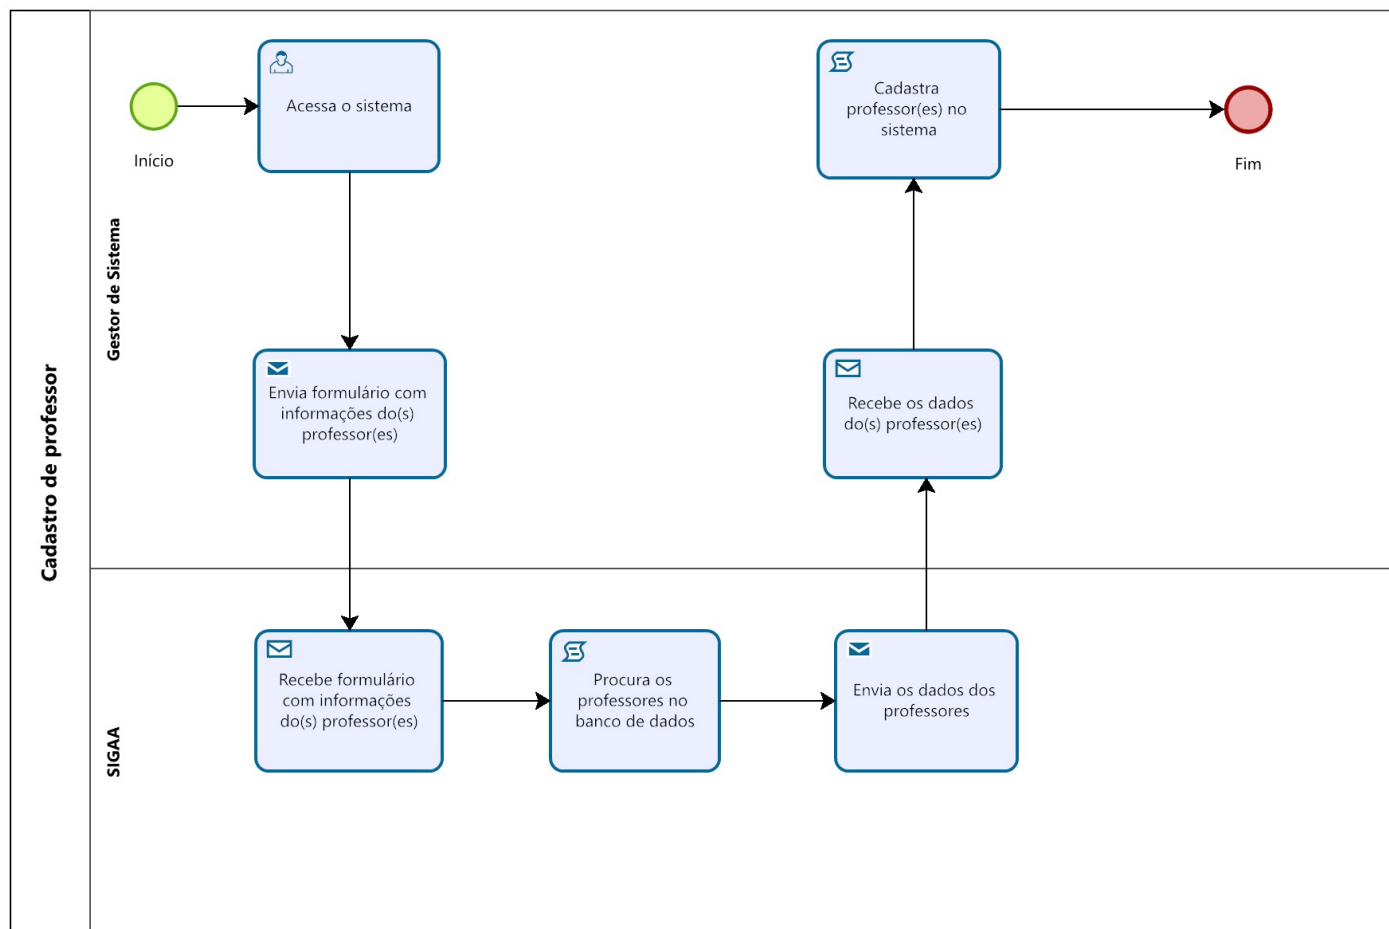 Cadastro de professor
Gestor de Sistema
Início
Acessa o sistema
Envia formulário com
informações do(s)
professor(es)
Cadastra
professor(es) no
sistema
Fim
Recebe os dados
do(s) professor(es)
SIGAA
Recebe formulário
com informações
do(s) professor(es)
Procura os
professores no
banco de dados
Envia os dados dos
professores